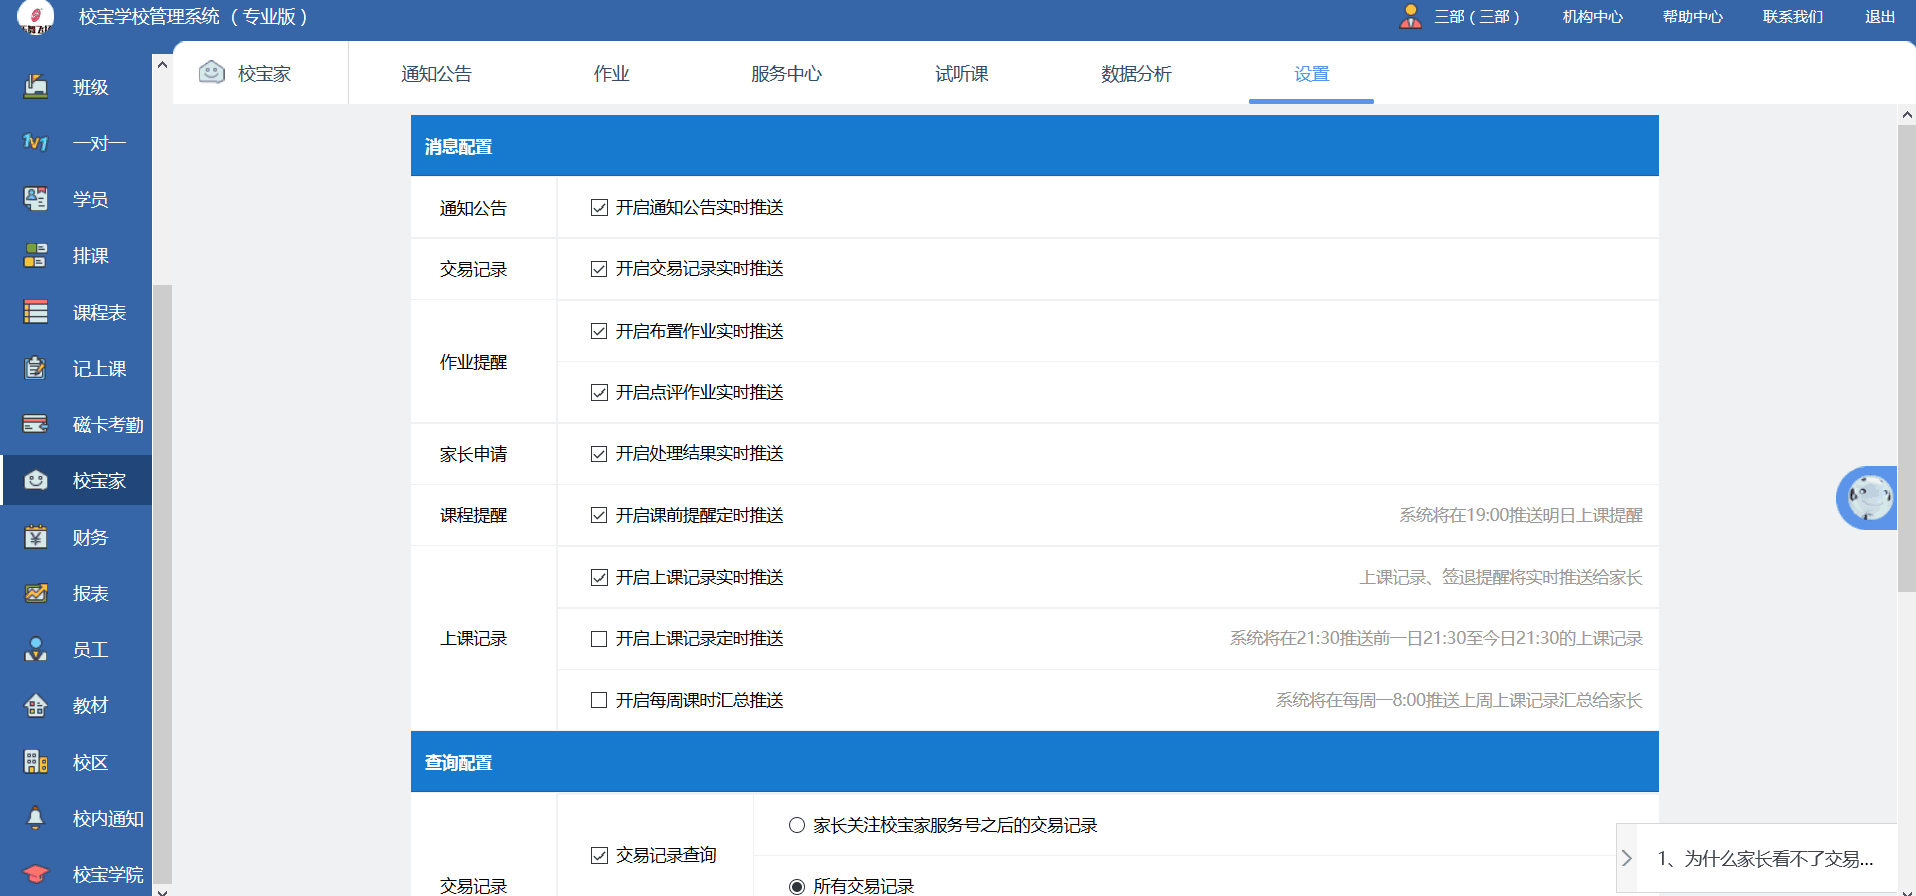 校宝学校管理系统 （ 专业版 ）
三部（三部）
机构中心
帮助中心
联系我们
退出
班级
一对一
学员
排课
课程表
记上课
磁卡考勤
校宝家
财务
报表
员工
教材
校区
校内通知
校宝学院
校宝家
通知公告
作业
服务中心
试听课
数据分析
设置
消息配置
通知公告
开启通知公告实时推送
交易记录
开启交易记录实时推送
作业提醒
开启布置作业实时推送
开启点评作业实时推送
家长申请
开启处理结果实时推送
课程提醒
开启课前提醒定时推送
系统将在19:00推送明日上课提醒
上课记录
开启上课记录实时推送
上课记录、签退提醒将实时推送给家长
开启上课记录定时推送
系统将在21:30推送前一日21:30至今日21:30的上课记录
开启每周课时汇总推送
系统将在每周一8:00推送上周上课记录汇总给家长
查询配置
交易记录
交易记录查询
家长关注校宝家服务号之后的交易记录
所有交易记录
1、为什么家长看不了交易...